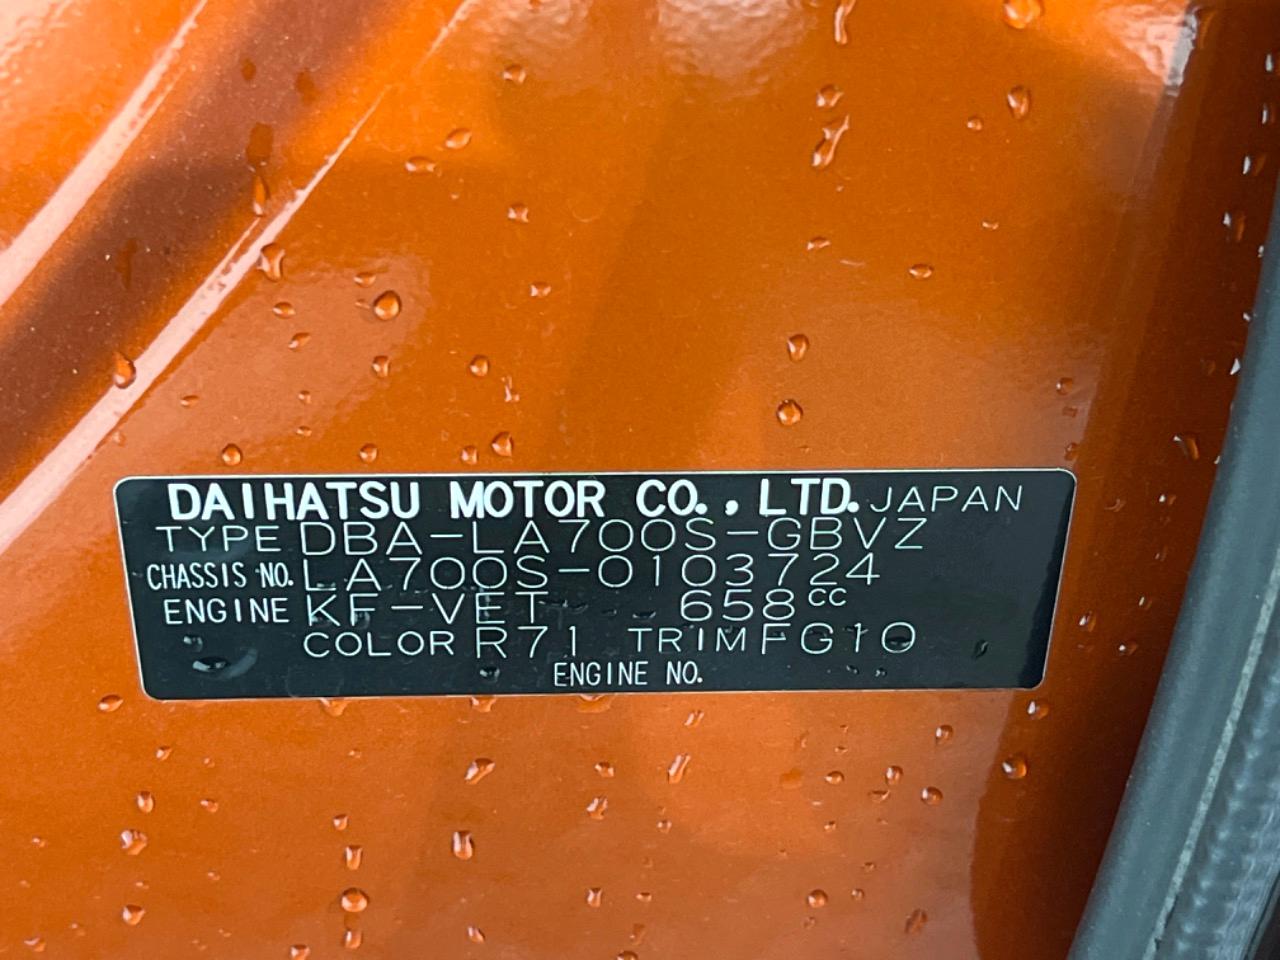 DAIHATSU MOTOR CO., LTD. JAPAN
TYPE DBA-LA700S-GBVZ
CHASSIS NO. LA700S-0103724
ENGINE KF-VET 658cc
COLOR R71 TRIM FG10
ENGINE NO.